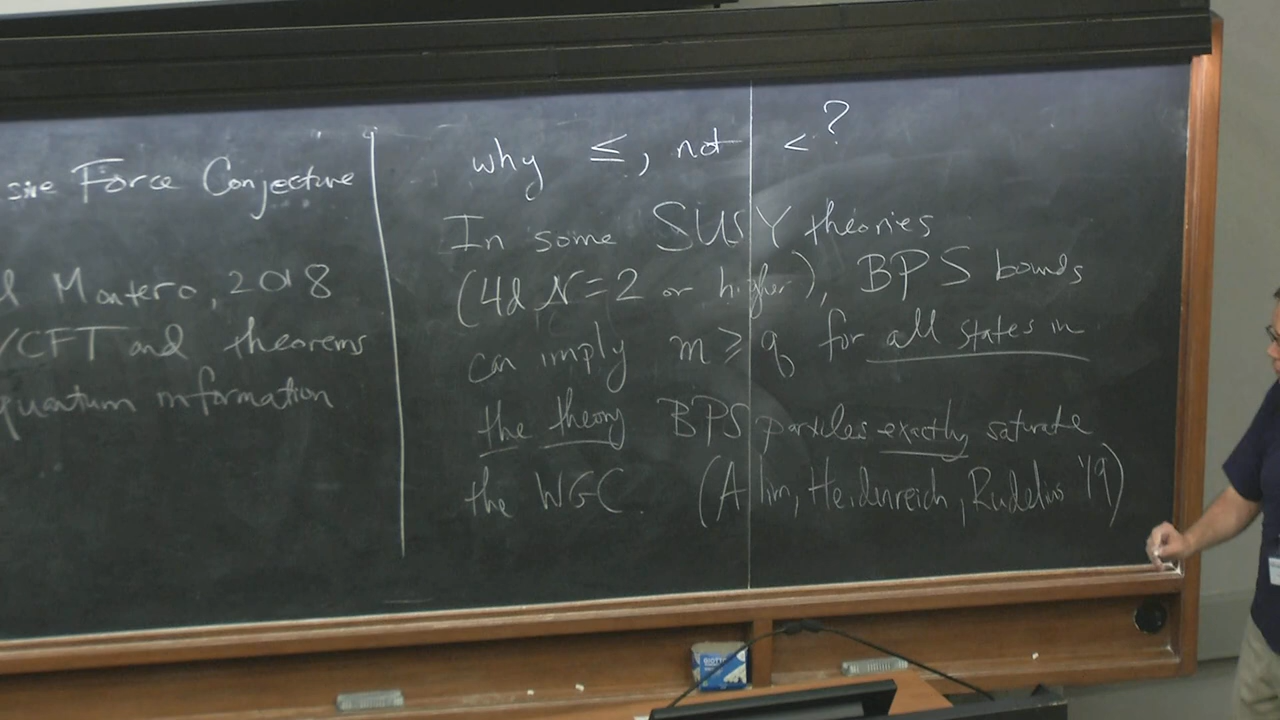 sive Force Conjecture
l Montero, 2018
/CFT and theorems
quantum information
why ≤, not < ?
In some SUSY theories
(4d N=2 or higher), BPS bounds
can imply m ≥ q for all states in
the theory BPS particles exactly saturate
the WGC. (Alim, Heidenreich, Rudelius '19)
GIOTTO